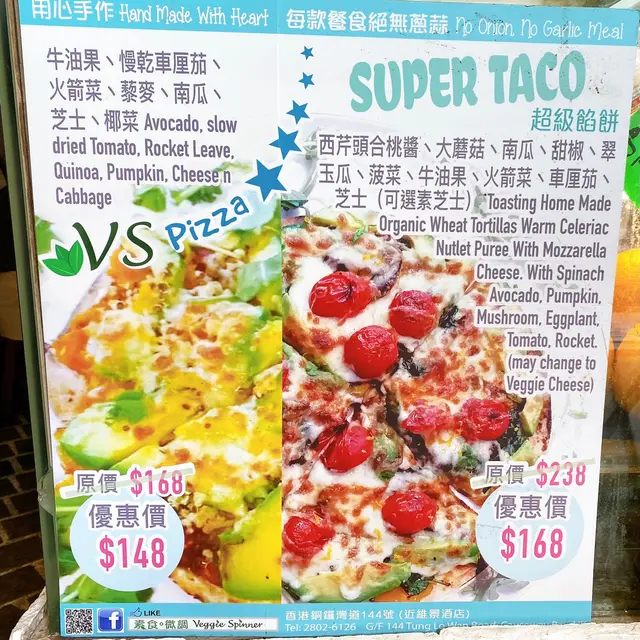 用心手作 Hand Made With Heart
每款餐食絕無蔥蒜 No Onion, No Garlic Meal
牛油果、慢乾車厘茄、
火箭菜、藜麥、南瓜、
芝士、椰菜 Avocado, slow
dried Tomato, Rocket Leave,
Quinoa, Pumpkin, Cheese n
Cabbage
VS Pizza
原價 $168
優惠價
$148
SUPER TACO
超級餡餅
西芹頭合桃醬、大蘑菇、南瓜、甜椒、翠
玉瓜、菠菜、牛油果、火箭菜、車厘茄、
芝士（可選素芝士） Toasting Home Made
Organic Wheat Tortillas Warm Celeriac
Nutlet Puree With Mozzarella
Cheese. With Spinach
Avocado, Pumpkin,
Mushroom, Eggplant,
Tomato, Rocket.
(may change to
Veggie Cheese)
原價 $238
優惠價
$168
LIKE
素食·微調 Veggie Spinner
香港銅鑼灣道144號 (近維景酒店)
Tel: 2802-6126 G/F 144 Tung Lo Wan Road,